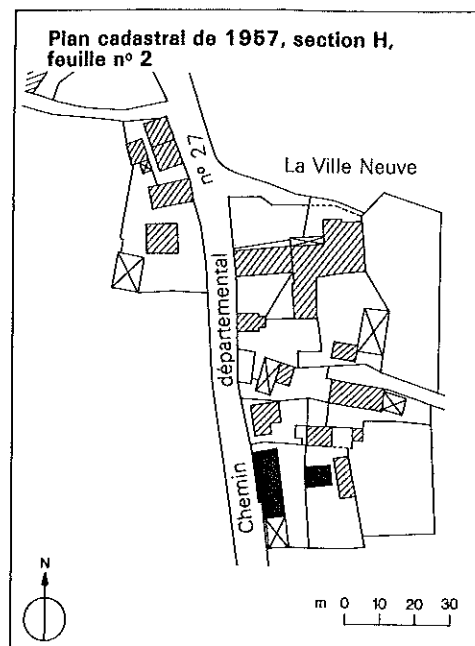 Plan cadastral de 1957, section H,
feuille nº 2
nº 27
La Ville Neuve
départemental
Chemin
N
m 0 10 20 30